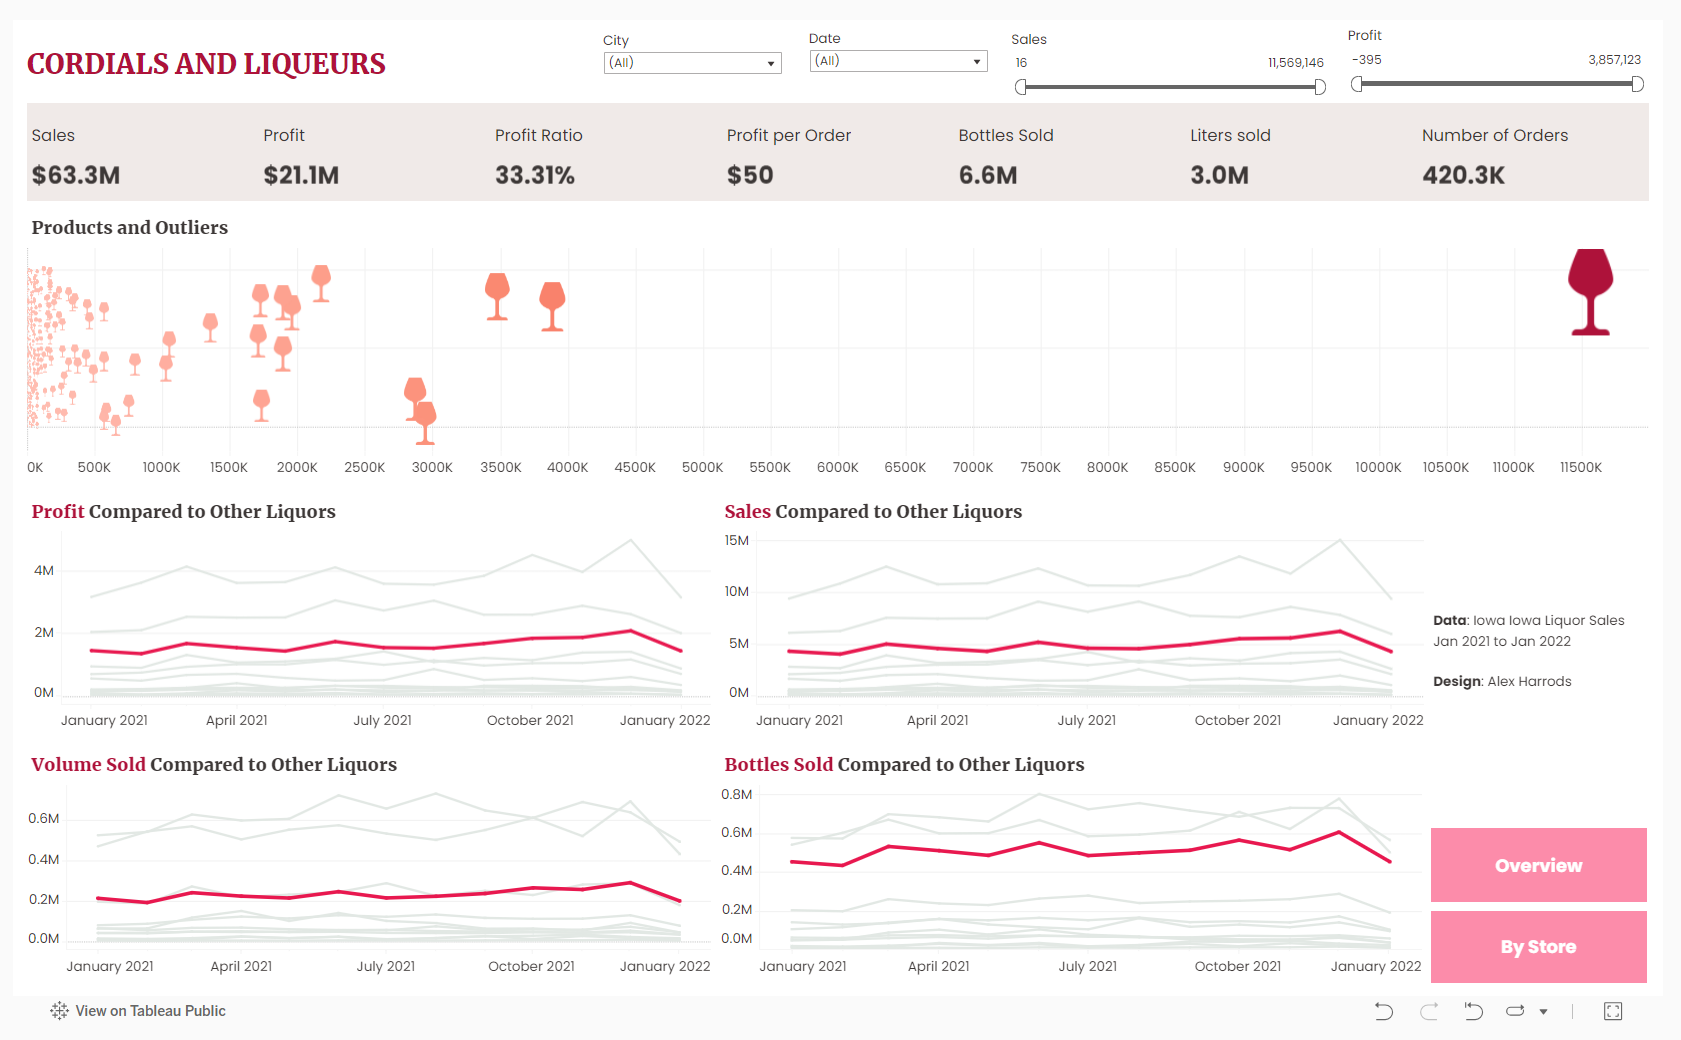 CORDIALS AND LIQUEURS
City
(All)
Date
(All)
Sales
16 11,569,146
Profit
-395 3,857,123
Sales Profit Profit Ratio Profit per Order Bottles Sold Liters sold Number of Orders
$63.3M $21.1M 33.31% $50 6.6M 3.0M 420.3K
Products and Outliers
0K 500K 1000K 1500K 2000K 2500K 3000K 3500K 4000K 4500K 5000K 5500K 6000K 6500K 7000K 7500K 8000K 8500K 9000K 9500K 10000K 10500K 11000K 11500K
Profit Compared to Other Liquors
4M
2M
0M
January 2021 April 2021 July 2021 October 2021 January 2022
Sales Compared to Other Liquors
15M
10M
5M
0M
January 2021 April 2021 July 2021 October 2021 January 2022
Data: Iowa Iowa Liquor Sales
Jan 2021 to Jan 2022
Design: Alex Harrods
Volume Sold Compared to Other Liquors
0.6M
0.4M
0.2M
0.0M
January 2021 April 2021 July 2021 October 2021 January 2022
Bottles Sold Compared to Other Liquors
0.8M
0.6M
0.4M
0.2M
0.0M
January 2021 April 2021 July 2021 October 2021 January 2022
Overview
By Store
View on Tableau Public